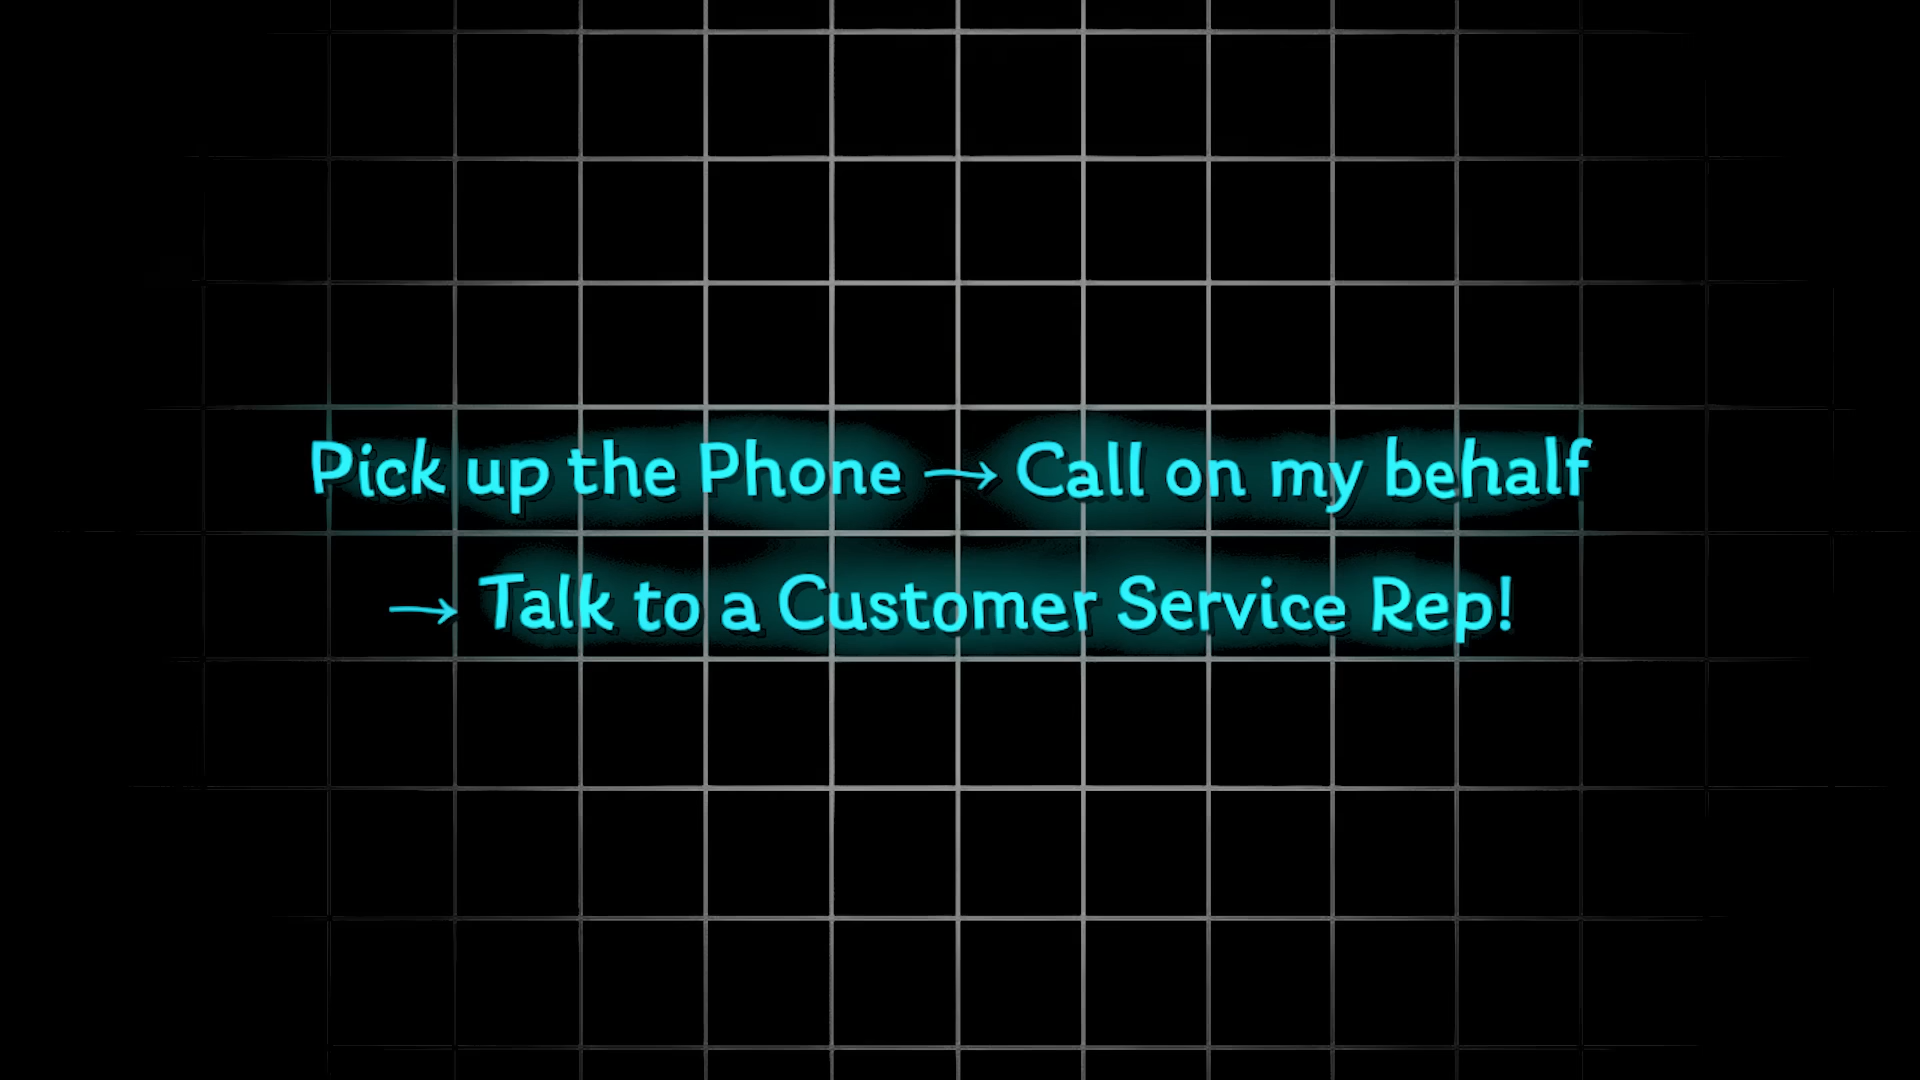 Pick up the Phone → Call on my behalf
→ Talk to a Customer Service Rep!